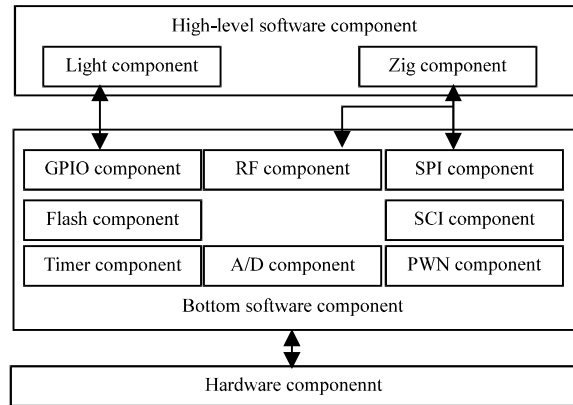 High-level software component
Light component
Zig component
GPIO component
RF component
SPI component
Flash component
SCI component
Timer component
A/D component
PWN component
Bottom software component
Hardware componennt